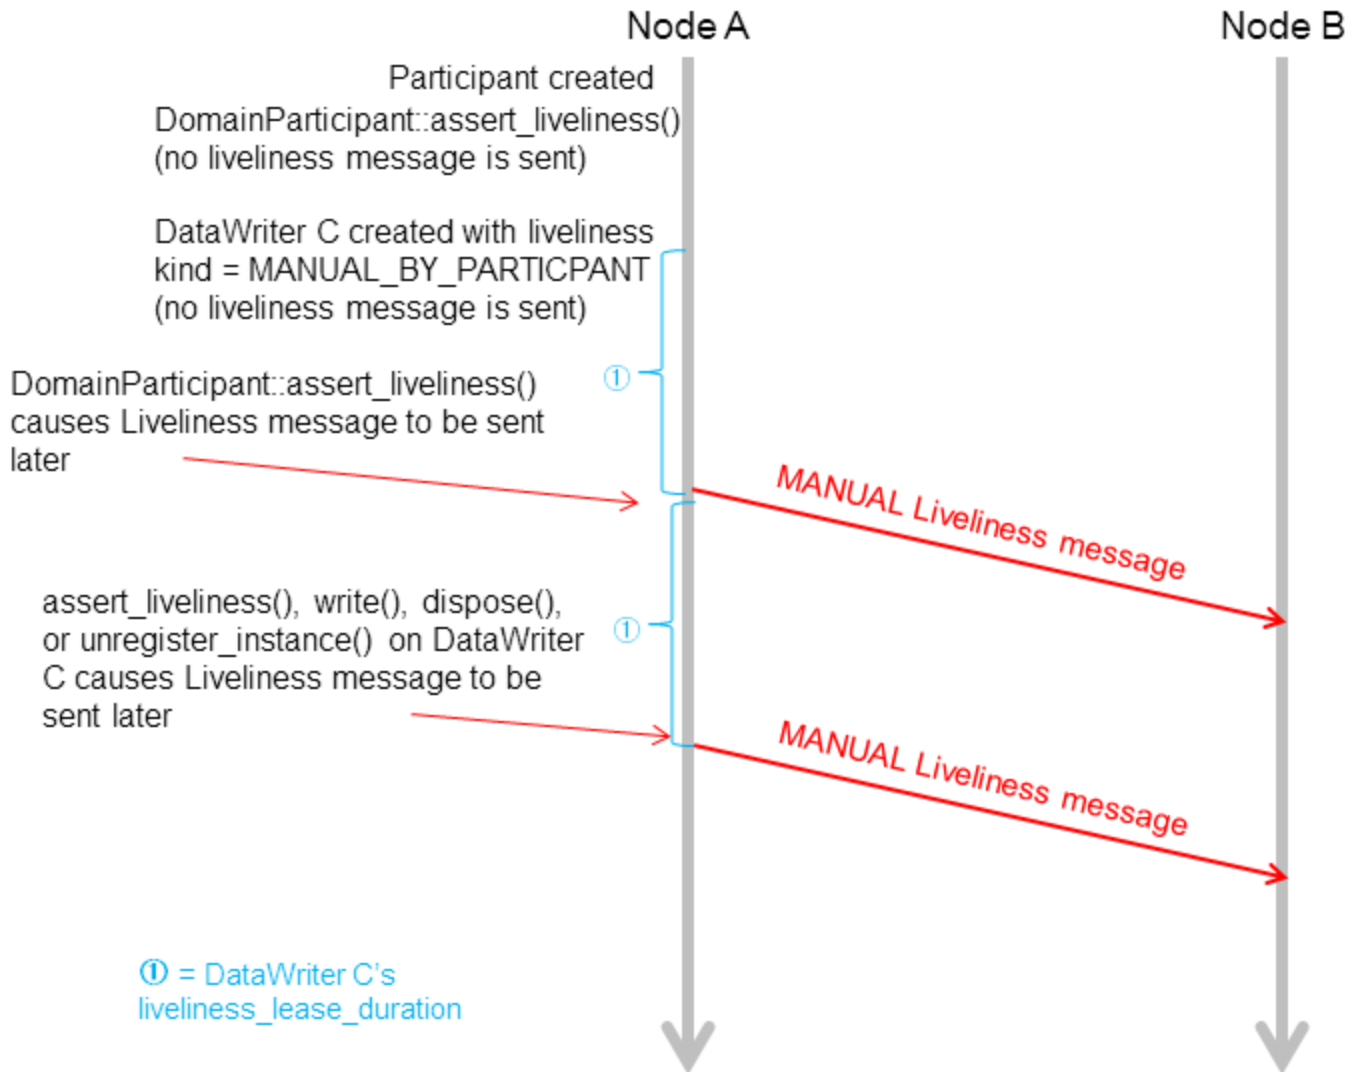 Node A
Node B
Participant created
DomainParticipant::assert_liveliness()
(no liveliness message is sent)
DataWriter C created with liveliness
kind = MANUAL_BY_PARTICPANT
(no liveliness message is sent)
①
DomainParticipant::assert_liveliness()
causes Liveliness message to be sent
later
MANUAL Liveliness message
assert_liveliness(), write(), dispose(),
or unregister_instance() on DataWriter
C causes Liveliness message to be
sent later
①
MANUAL Liveliness message
① = DataWriter C's
liveliness_lease_duration